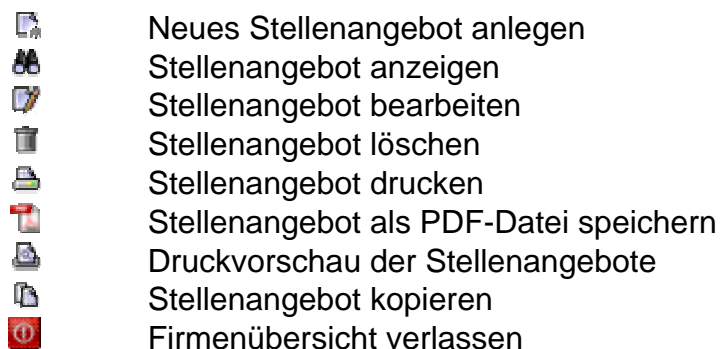 Neues Stellenangebot anlegen
Stellenangebot anzeigen
Stellenangebot bearbeiten
Stellenangebot löschen
Stellenangebot drucken
Stellenangebot als PDF-Datei speichern
Druckvorschau der Stellenangebote
Stellenangebot kopieren
Firmenübersicht verlassen